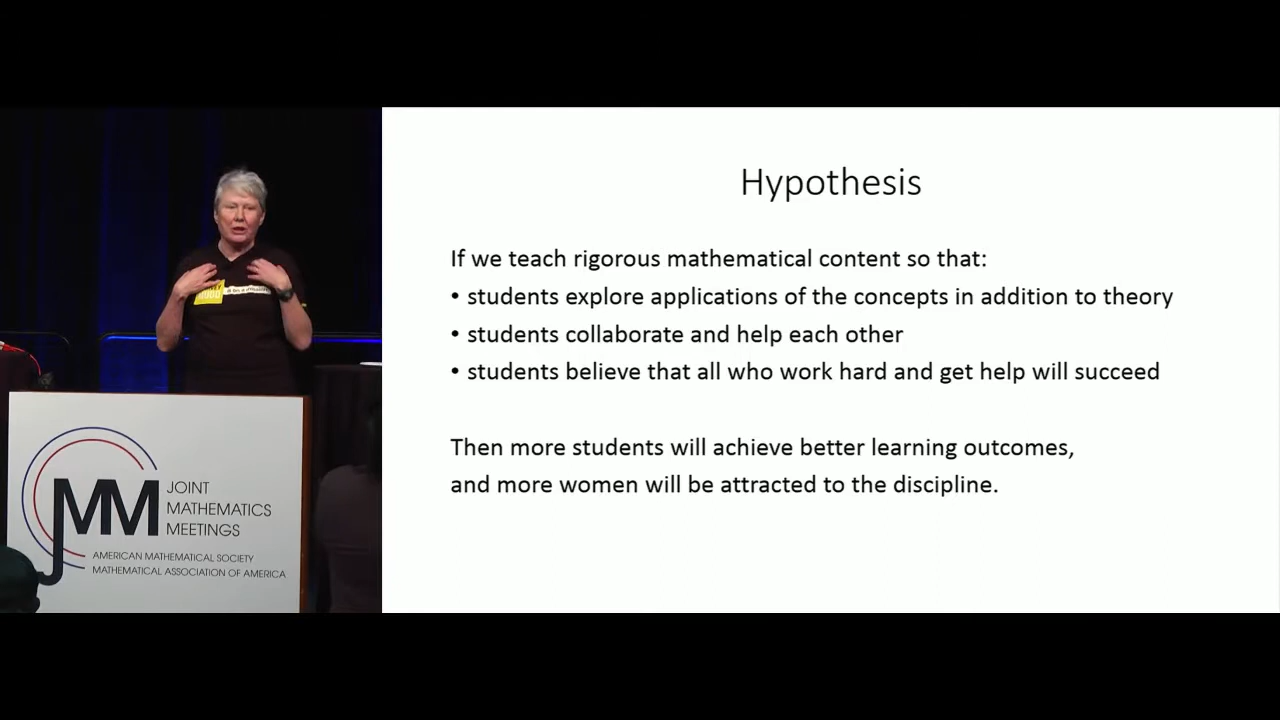 Hypothesis
If we teach rigorous mathematical content so that:
• students explore applications of the concepts in addition to theory
• students collaborate and help each other
• students believe that all who work hard and get help will succeed
Then more students will achieve better learning outcomes,
and more women will be attracted to the discipline.
JMM
JOINT
MATHEMATICS
MEETINGS
AMERICAN MATHEMATICAL SOCIETY
MATHEMATICAL ASSOCIATION OF AMERICA